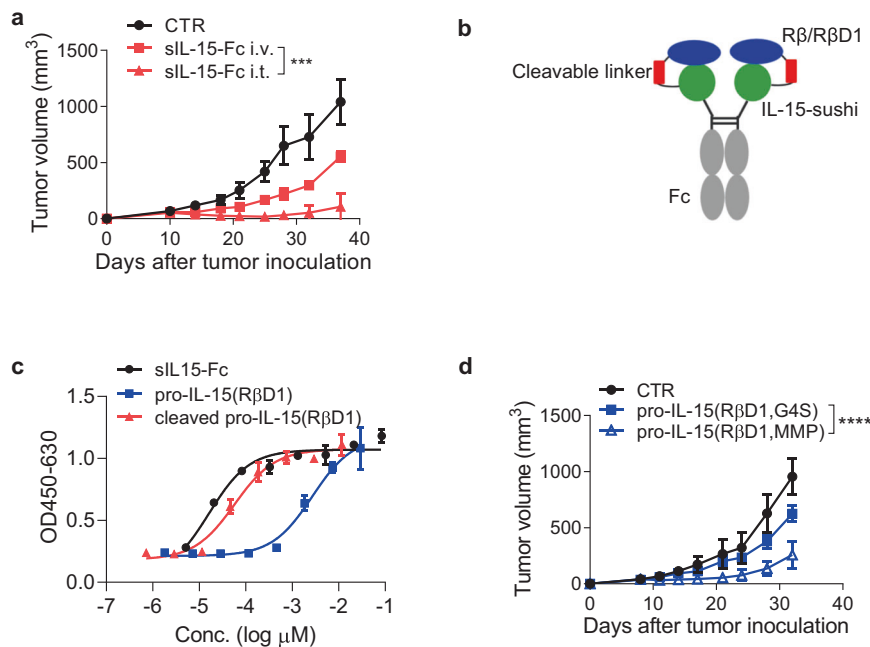 a
CTR
sIL-15-Fc i.v.
sIL-15-Fc i.t.
***
Tumor volume (mm³)
1500
1000
500
0
0 10 20 30 40
Days after tumor inoculation
b
Rβ/RβD1
Cleavable linker
IL-15-sushi
Fc
c
sIL15-Fc
pro-IL-15(RβD1)
cleaved pro-IL-15(RβD1)
OD450-630
1.5
1.0
0.5
0.0
-7 -6 -5 -4 -3 -2 -1
Conc. (log μM)
d
CTR
pro-IL-15(RβD1,G4S)
pro-IL-15(RβD1,MMP)
****
Tumor volume (mm³)
1500
1000
500
0
0 10 20 30 40
Days after tumor inoculation